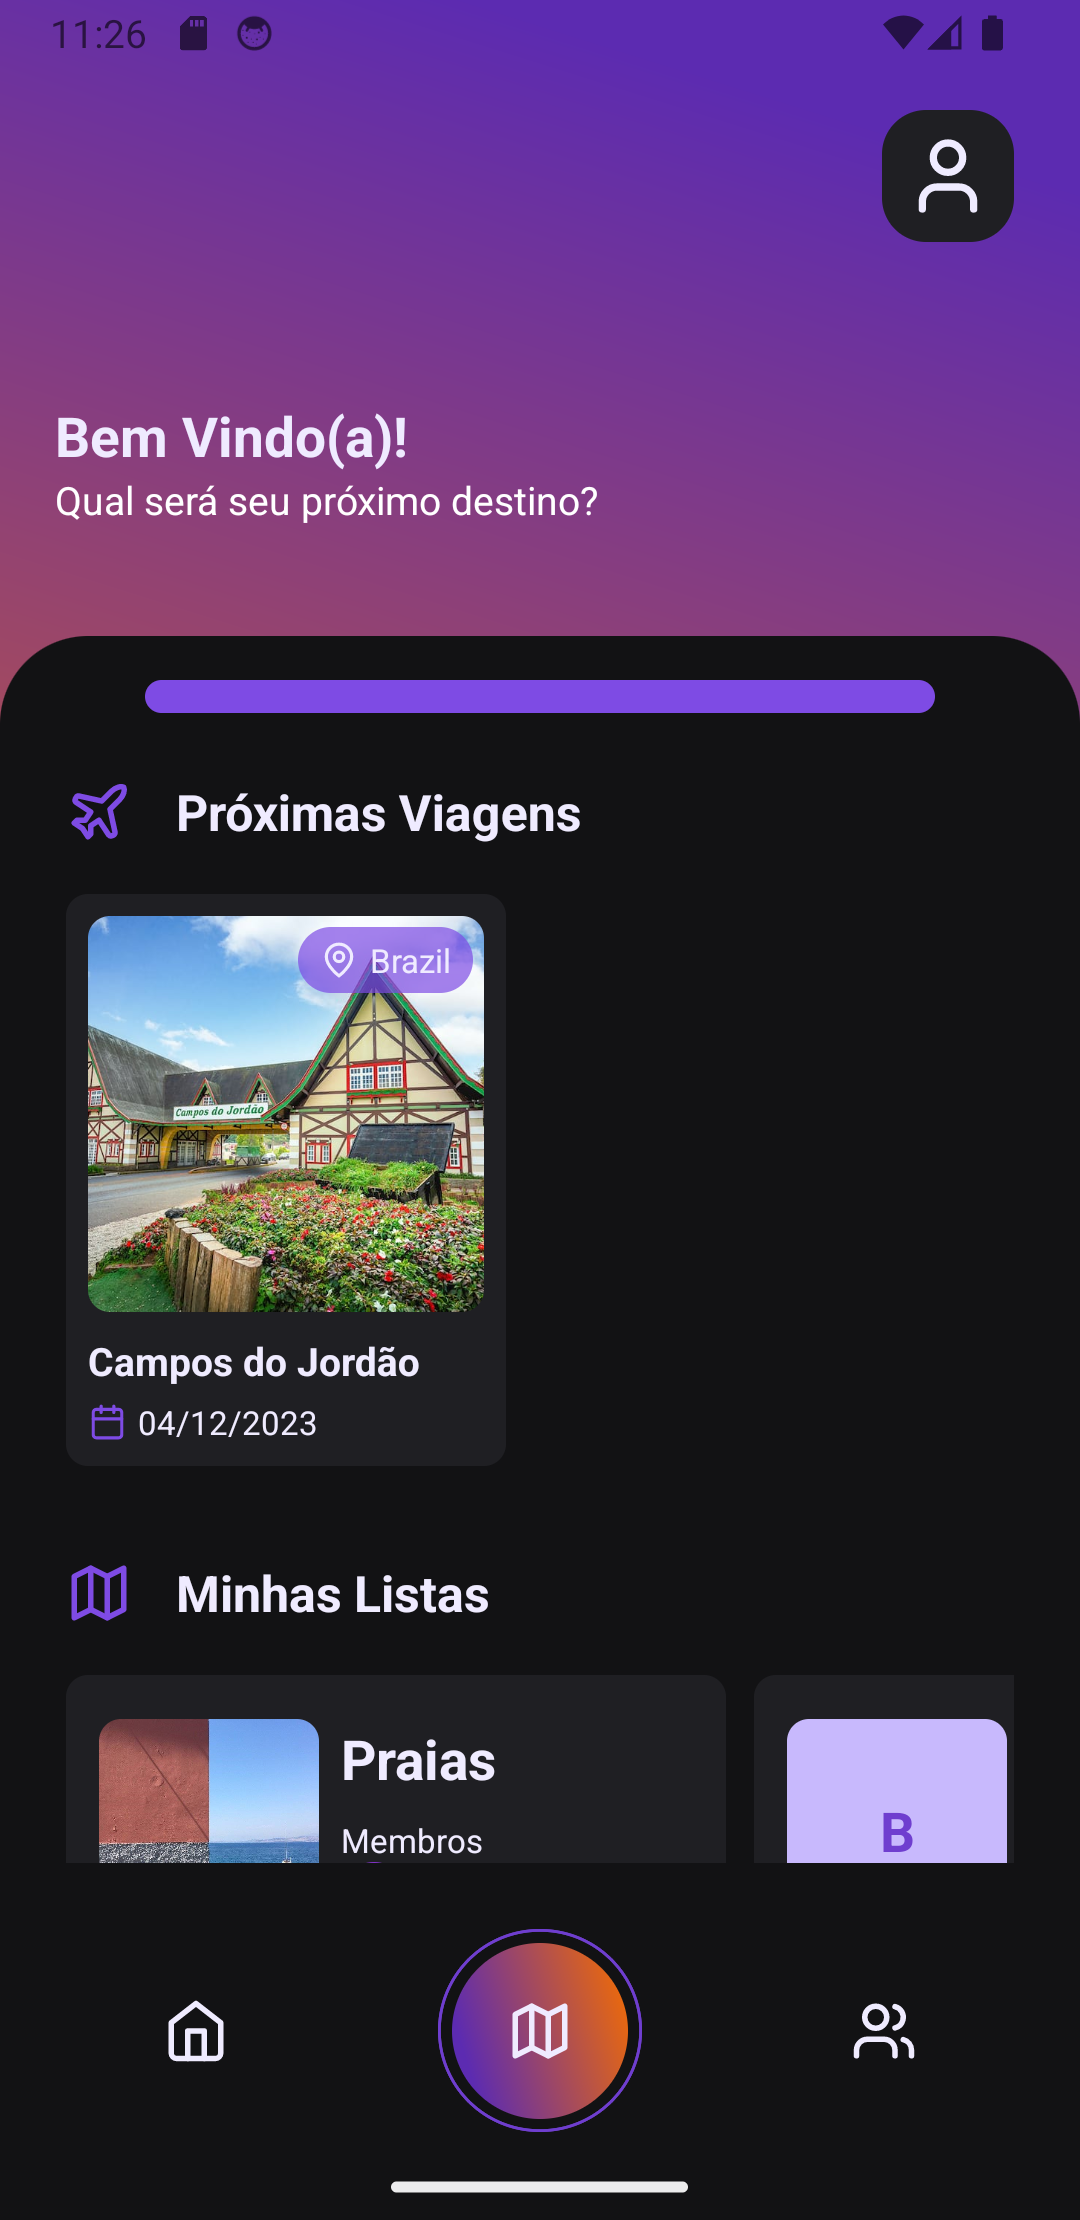 11:26
Bem Vindo(a)!
Qual será seu próximo destino?
Próximas Viagens
Brazil
Campos do Jordão
Campos do Jordão
04/12/2023
Minhas Listas
Praias
Membros
B